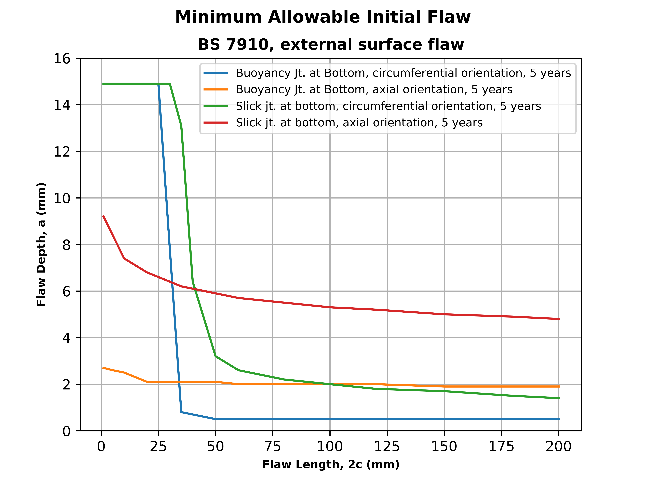 Minimum Allowable Initial Flaw
BS 7910, external surface flaw
Buoyancy Jt. at Bottom, circumferential orientation, 5 years
Buoyancy Jt. at Bottom, axial orientation, 5 years
Slick jt. at bottom, circumferential orientation, 5 years
Slick jt. at bottom, axial orientation, 5 years
16
14
12
10
8
6
4
2
0
Flaw Depth, a (mm)
0 25 50 75 100 125 150 175 200
Flaw Length, 2c (mm)